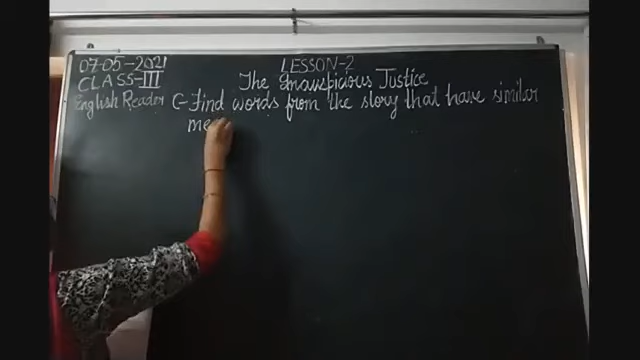 07-05-2021 LESSON-2
CLASS-III The Inauspicious Justice
English Reader G-Find words from the story that have similar
me